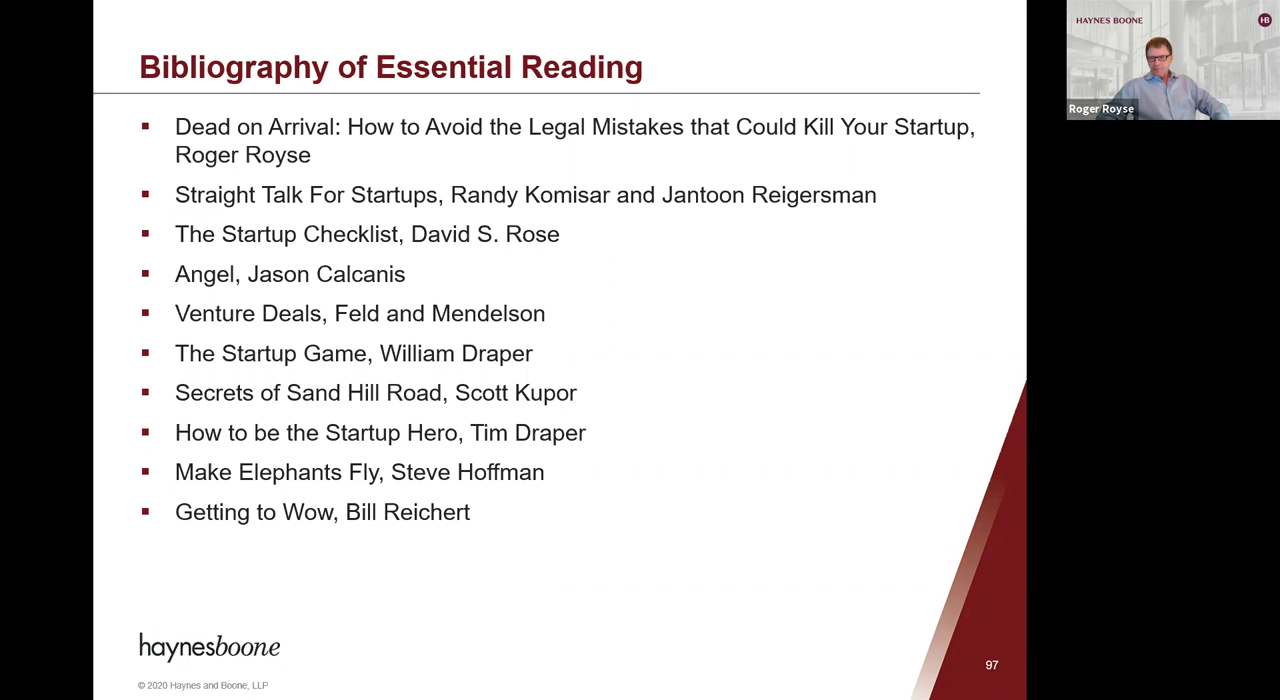 Bibliography of Essential Reading
Dead on Arrival: How to Avoid the Legal Mistakes that Could Kill Your Startup,
Roger Royse
Straight Talk For Startups, Randy Komisar and Jantoon Reigersman
The Startup Checklist, David S. Rose
Angel, Jason Calcanis
Venture Deals, Feld and Mendelson
The Startup Game, William Draper
Secrets of Sand Hill Road, Scott Kupor
How to be the Startup Hero, Tim Draper
Make Elephants Fly, Steve Hoffman
Getting to Wow, Bill Reichert
haynesboone
© 2020 Haynes and Boone, LLP
97
HAYNES BOONE
HB
Roger Royse